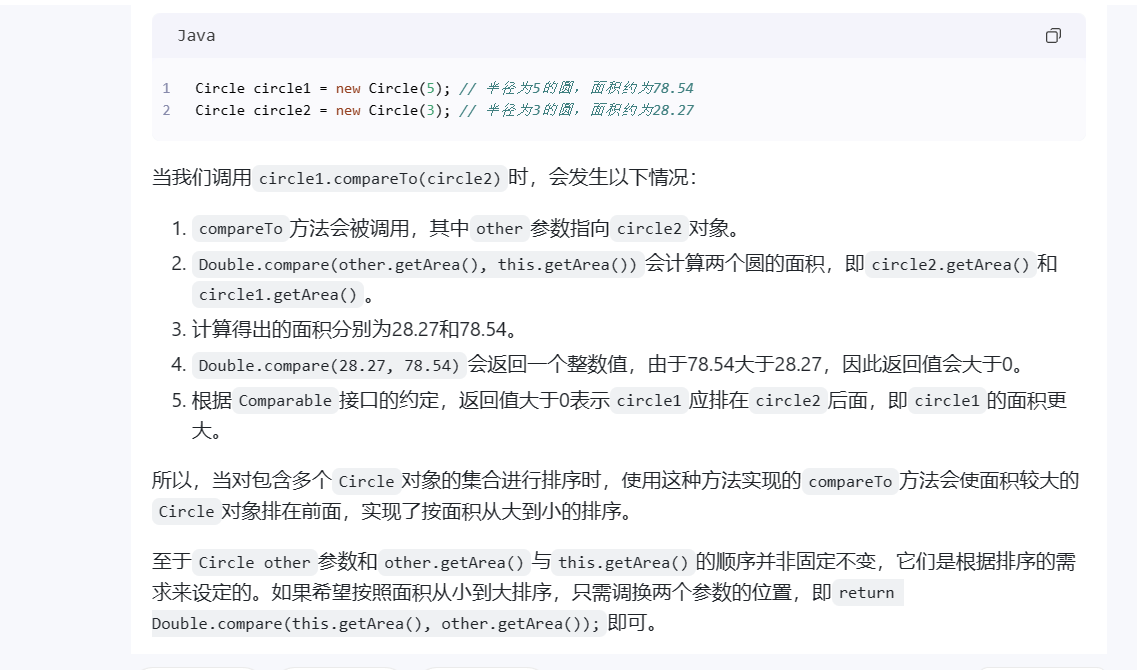 Java
1 Circle circle1 = new Circle(5); // 半径为5的圆，面积约为78.54
2 Circle circle2 = new Circle(3); // 半径为3的圆，面积约为28.27
当我们调用 circle1.compareTo(circle2) 时，会发生以下情况：
1. compareTo 方法会被调用，其中 other 参数指向 circle2 对象。
2. Double.compare(other.getArea(), this.getArea()) 会计算两个圆的面积，即 circle2.getArea() 和
circle1.getArea() 。
3. 计算得出的面积分别为28.27和78.54。
4. Double.compare(28.27, 78.54) 会返回一个整数值，由于78.54大于28.27，因此返回值会大于0。
5. 根据 Comparable 接口的约定，返回值大于0表示 circle1 应排在 circle2 后面，即 circle1 的面积更
大。
所以，当对包含多个 Circle 对象的集合进行排序时，使用这种方法实现的 compareTo 方法会使面积较大的
Circle 对象排在前面，实现了按面积从大到小的排序。
至于 Circle other 参数和 other.getArea() 与 this.getArea() 的顺序并非固定不变，它们是根据排序的需
求来设定的。如果希望按照面积从小到大排序，只需调换两个参数的位置，即 return
Double.compare(this.getArea(), other.getArea()); 即可。